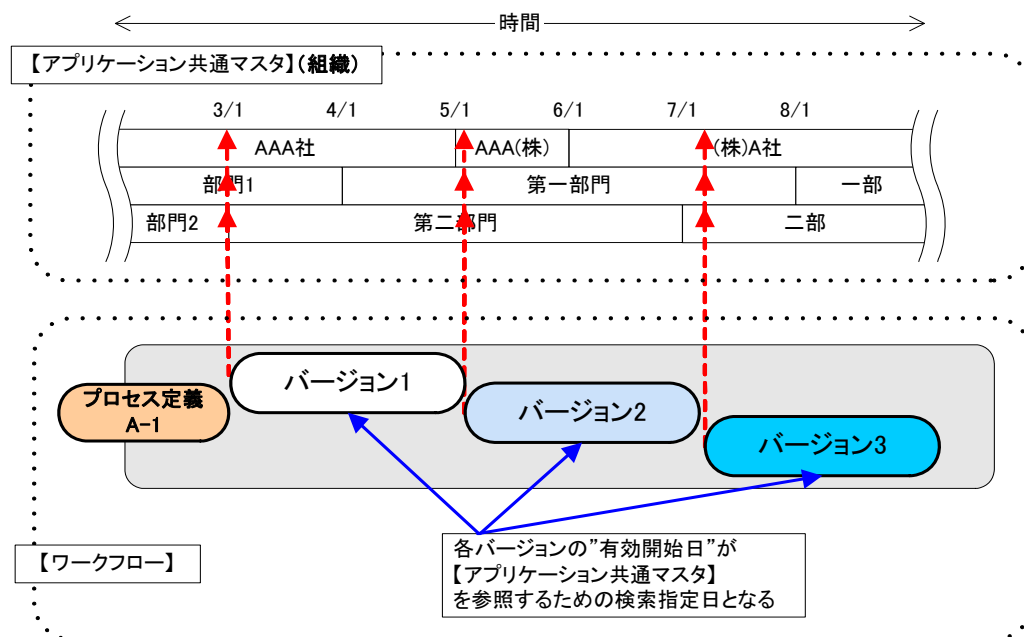 時間
【アプリケーション共通マスタ】(組織)
3/1 4/1 5/1 6/1 7/1 8/1
AAA社 AAA(株) (株)A社
部門1 第一部門 一部
部門2 第二部門 二部
プロセス定義
A-1
バージョン1
バージョン2
バージョン3
【ワークフロー】
各バージョンの”有効開始日”が
【アプリケーション共通マスタ】
を参照するための検索指定日となる